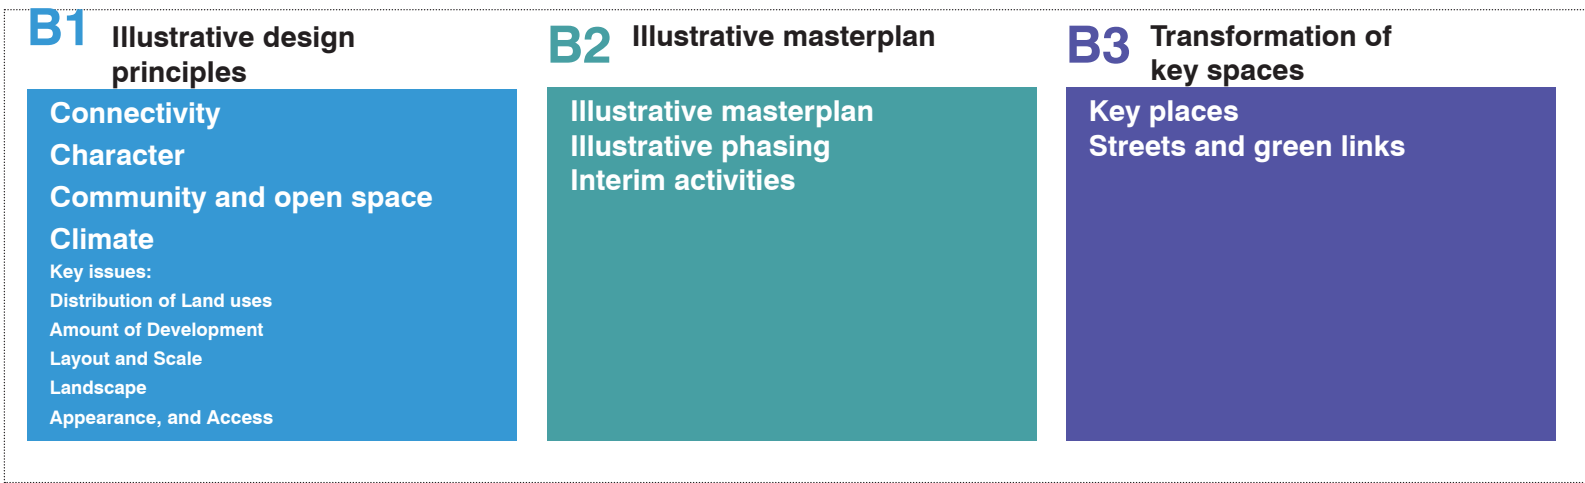 B1
Illustrative design
principles
Connectivity
Character
Community and open space
Climate
Key issues:
Distribution of Land uses
Amount of Development
Layout and Scale
Landscape
Appearance, and Access
B2
Illustrative masterplan
Illustrative masterplan
Illustrative phasing
Interim activities
B3
Transformation of
key spaces
Key places
Streets and green links